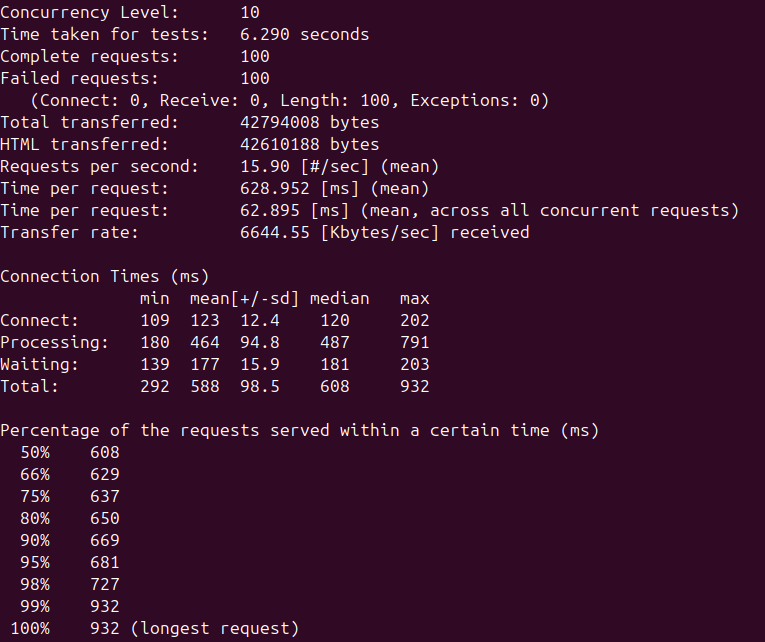 Concurrency Level:      10
Time taken for tests:   6.290 seconds
Complete requests:      100
Failed requests:        100
   (Connect: 0, Receive: 0, Length: 100, Exceptions: 0)
Total transferred:      42794008 bytes
HTML transferred:       42610188 bytes
Requests per second:    15.90 [#/sec] (mean)
Time per request:       628.952 [ms] (mean)
Time per request:       62.895 [ms] (mean, across all concurrent requests)
Transfer rate:          6644.55 [Kbytes/sec] received

Connection Times (ms)
              min  mean[+/-sd] median   max
Connect:      109  123  12.4    120     202
Processing:   180  464  94.8    487     791
Waiting:      139  177  15.9    181     203
Total:        292  588  98.5    608     932

Percentage of the requests served within a certain time (ms)
  50%    608
  66%    629
  75%    637
  80%    650
  90%    669
  95%    681
  98%    727
  99%    932
 100%    932 (longest request)